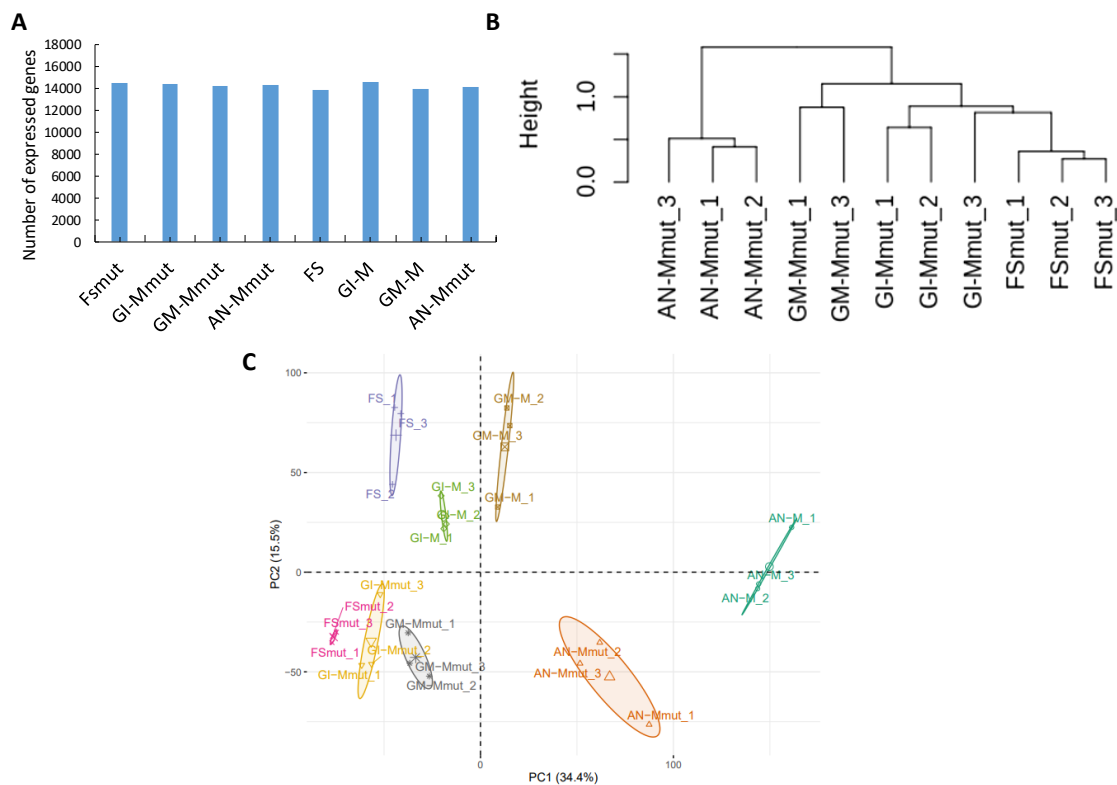 A
Number of expressed genes
18000
16000
14000
12000
10000
8000
6000
4000
2000
0
Fsmut
GI-Mmut
GM-Mmut
AN-Mmut
FS
GI-M
GM-M
AN-Mmut
B
Height
1.0
0.0
AN-Mmut_3
AN-Mmut_1
AN-Mmut_2
GM-Mmut_1
GM-Mmut_3
GI-Mmut_1
GI-Mmut_2
GI-Mmut_3
FSmut_1
FSmut_2
FSmut_3
C
PC2 (15.5%)
100
50
0
−50
FS_1
FS_3
FS_2
GM−M_2
GM−M_3
GM−M_1
GI−M_3
GI−M_2
GI−M_1
AN−M_1
AN−M_3
AN−M_2
GI−Mmut_3
FSmut_2
FSmut_3
FSmut_1
GI−Mmut_2
GI−Mmut_1
GM−Mmut_1
GM−Mmut_3
GM−Mmut_2
AN−Mmut_2
AN−Mmut_3
AN−Mmut_1
0
100
PC1 (34.4%)